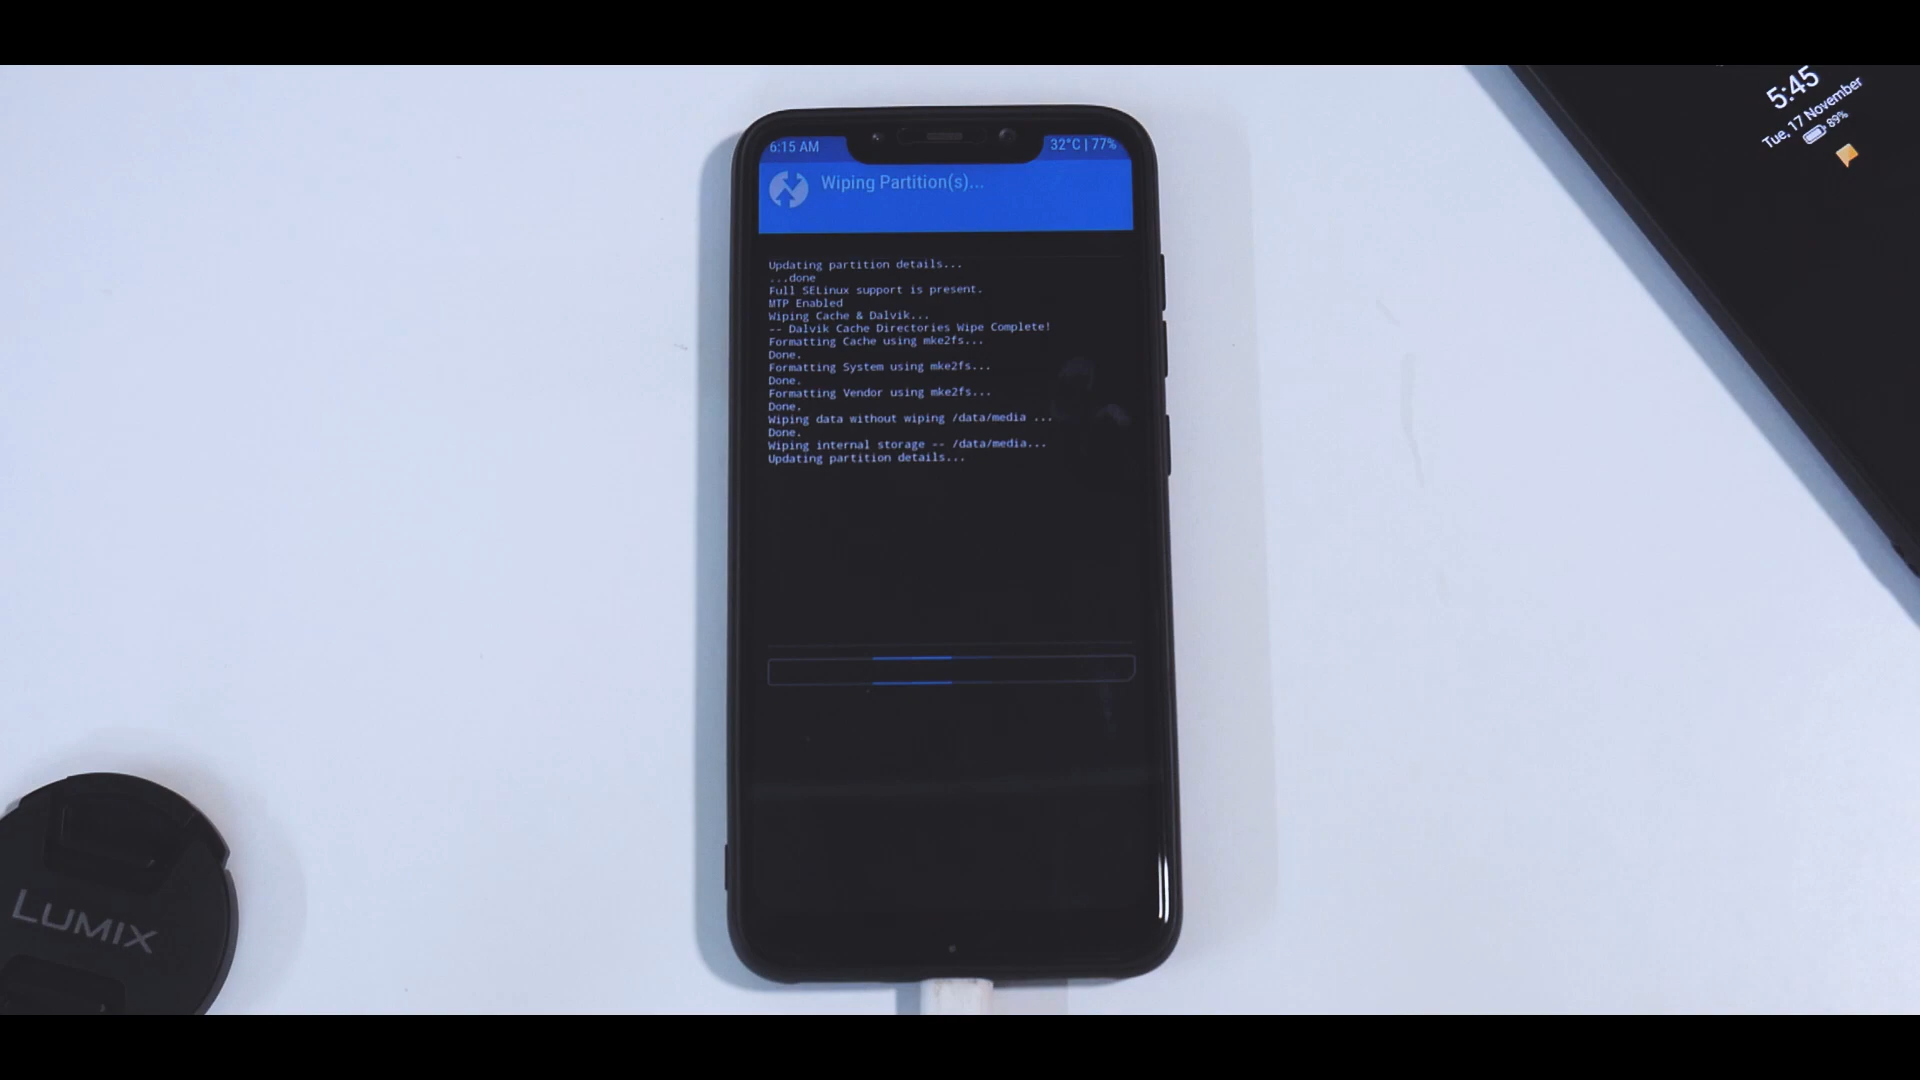 6:15 AM
32°C | 77%
Wiping Partition(s)...
Updating partition details...
...done
Full SELinux support is present.
MTP Enabled
Wiping Cache & Dalvik...
-- Dalvik Cache Directories Wipe Complete!
Formatting Cache using mke2fs...
Done.
Formatting System using mke2fs...
Done.
Formatting Vendor using mke2fs...
Done.
Wiping data without wiping /data/media ...
Done.
Wiping internal storage -- /data/media...
Updating partition details...
5:45
Tue, 17 November
89%
LUMIX